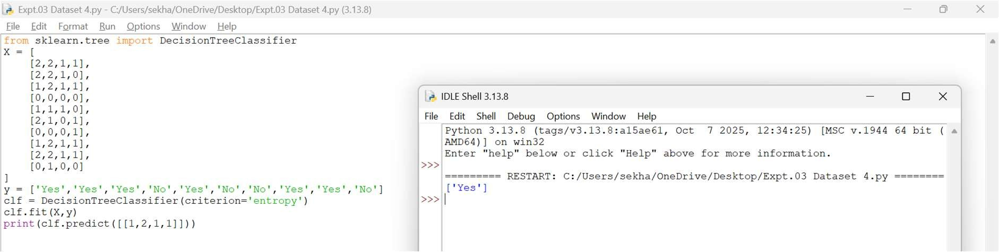 Expt.03 Dataset 4.py - C:/Users/sekha/OneDrive/Desktop/Expt.03 Dataset 4.py (3.13.8)
File Edit Format Run Options Window Help
from sklearn.tree import DecisionTreeClassifier
X = [
    [2,2,1,1],
    [2,2,1,0],
    [1,2,1,1],
    [0,0,0,0],
    [1,1,1,0],
    [2,1,0,1],
    [0,0,0,1],
    [1,2,1,1],
    [2,2,1,1],
    [0,1,0,0]
]
y = ['Yes','Yes','Yes','No','Yes','No','No','Yes','Yes','No']
clf = DecisionTreeClassifier(criterion='entropy')
clf.fit(X,y)
print(clf.predict([[1,2,1,1]]))
IDLE Shell 3.13.8
File Edit Shell Debug Options Window Help
Python 3.13.8 (tags/v3.13.8:a15ae61, Oct  7 2025, 12:34:25) [MSC v.1944 64 bit (
AMD64)] on win32
Enter "help" below or click "Help" above for more information.
>>>
========= RESTART: C:/Users/sekha/OneDrive/Desktop/Expt.03 Dataset 4.py ========
['Yes']
>>>